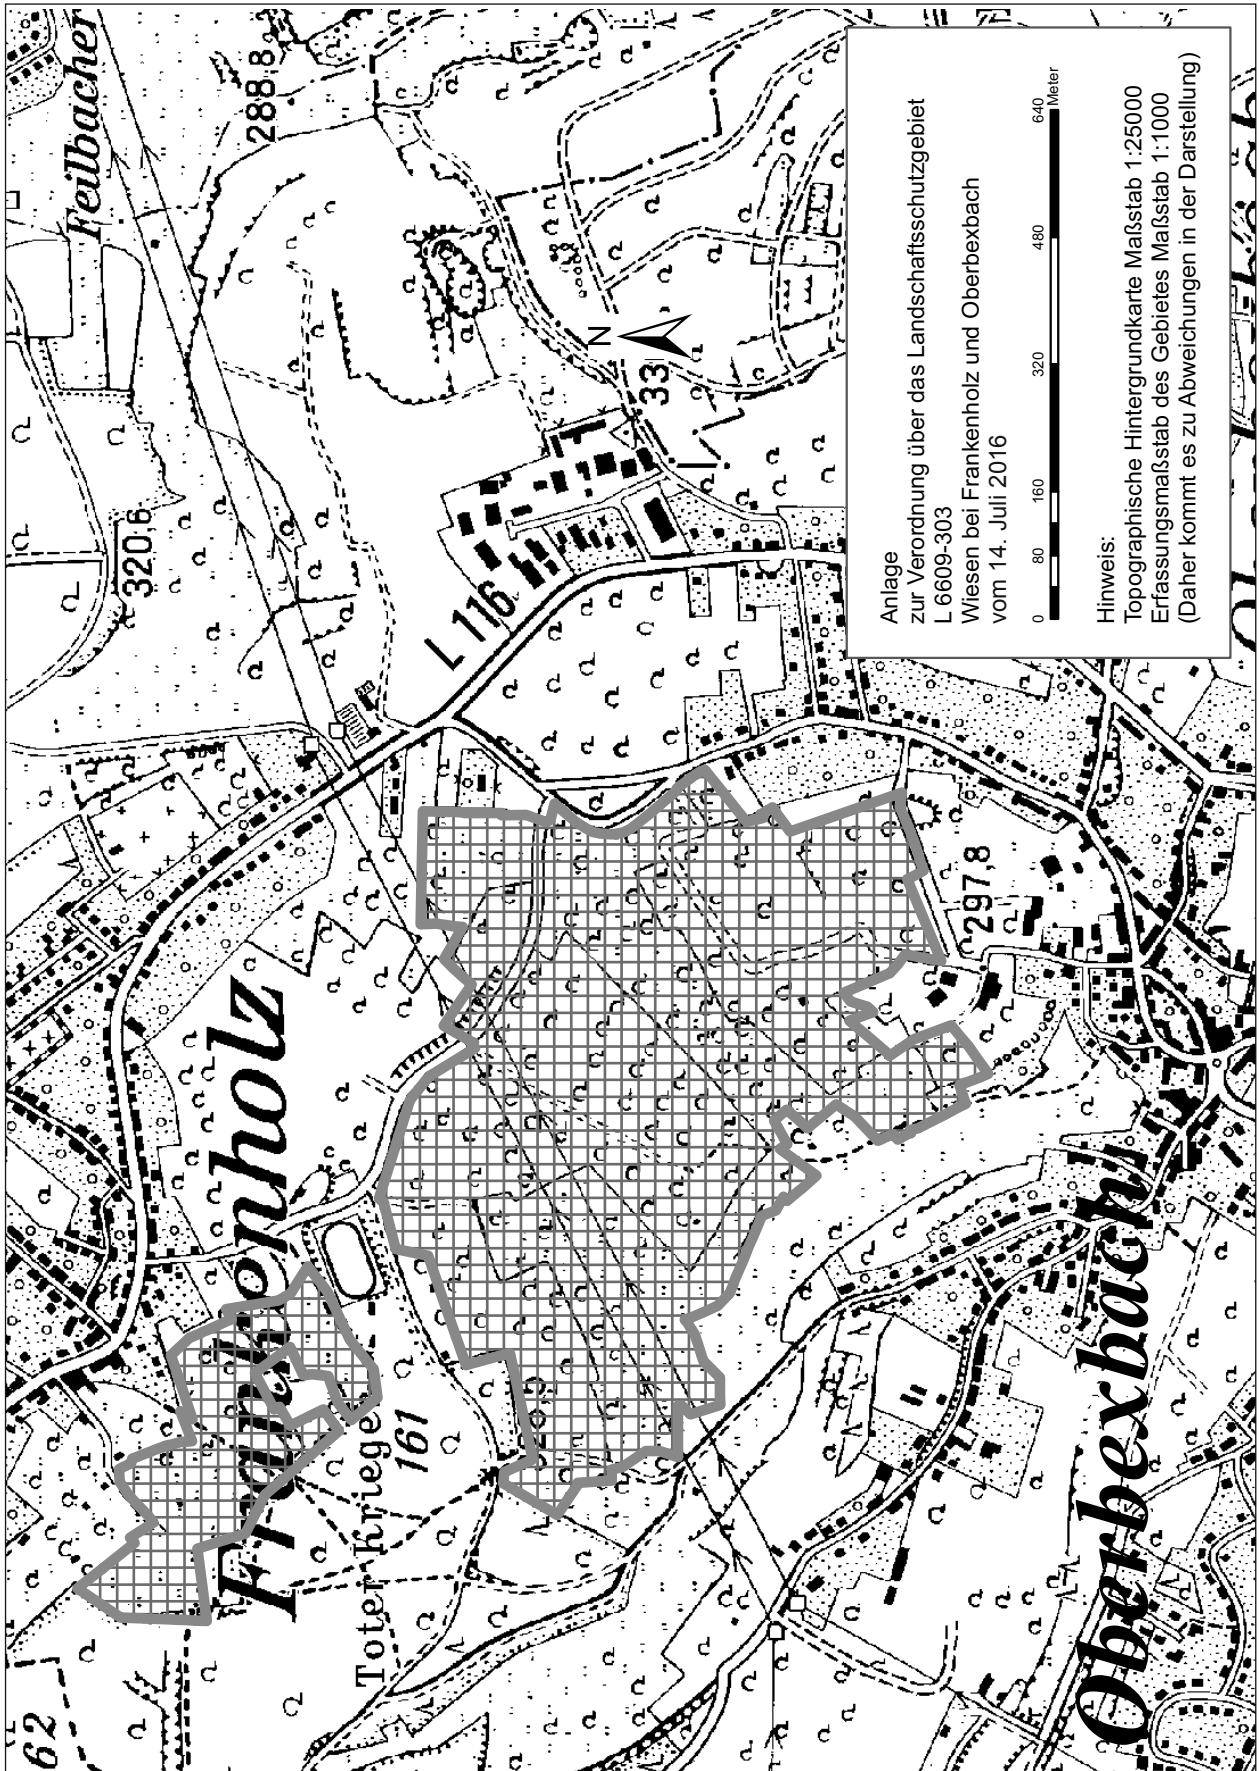 Feilbacher
288,8
320,6
L 116
33
N
Frankenholz
Toter Kriege
161
62
297,8
Oberbexbach
Anlage
zur Verordnung über das Landschaftsschutzgebiet
L 6609-303
Wiesen bei Frankenholz und Oberbexbach
vom 14. Juli 2016
0 80 160 320 480 640
Meter
Hinweis:
Topographische Hintergrundkarte Maßstab 1:25000
Erfassungsmaßstab des Gebietes Maßstab 1:1000
(Daher kommt es zu Abweichungen in der Darstellung)